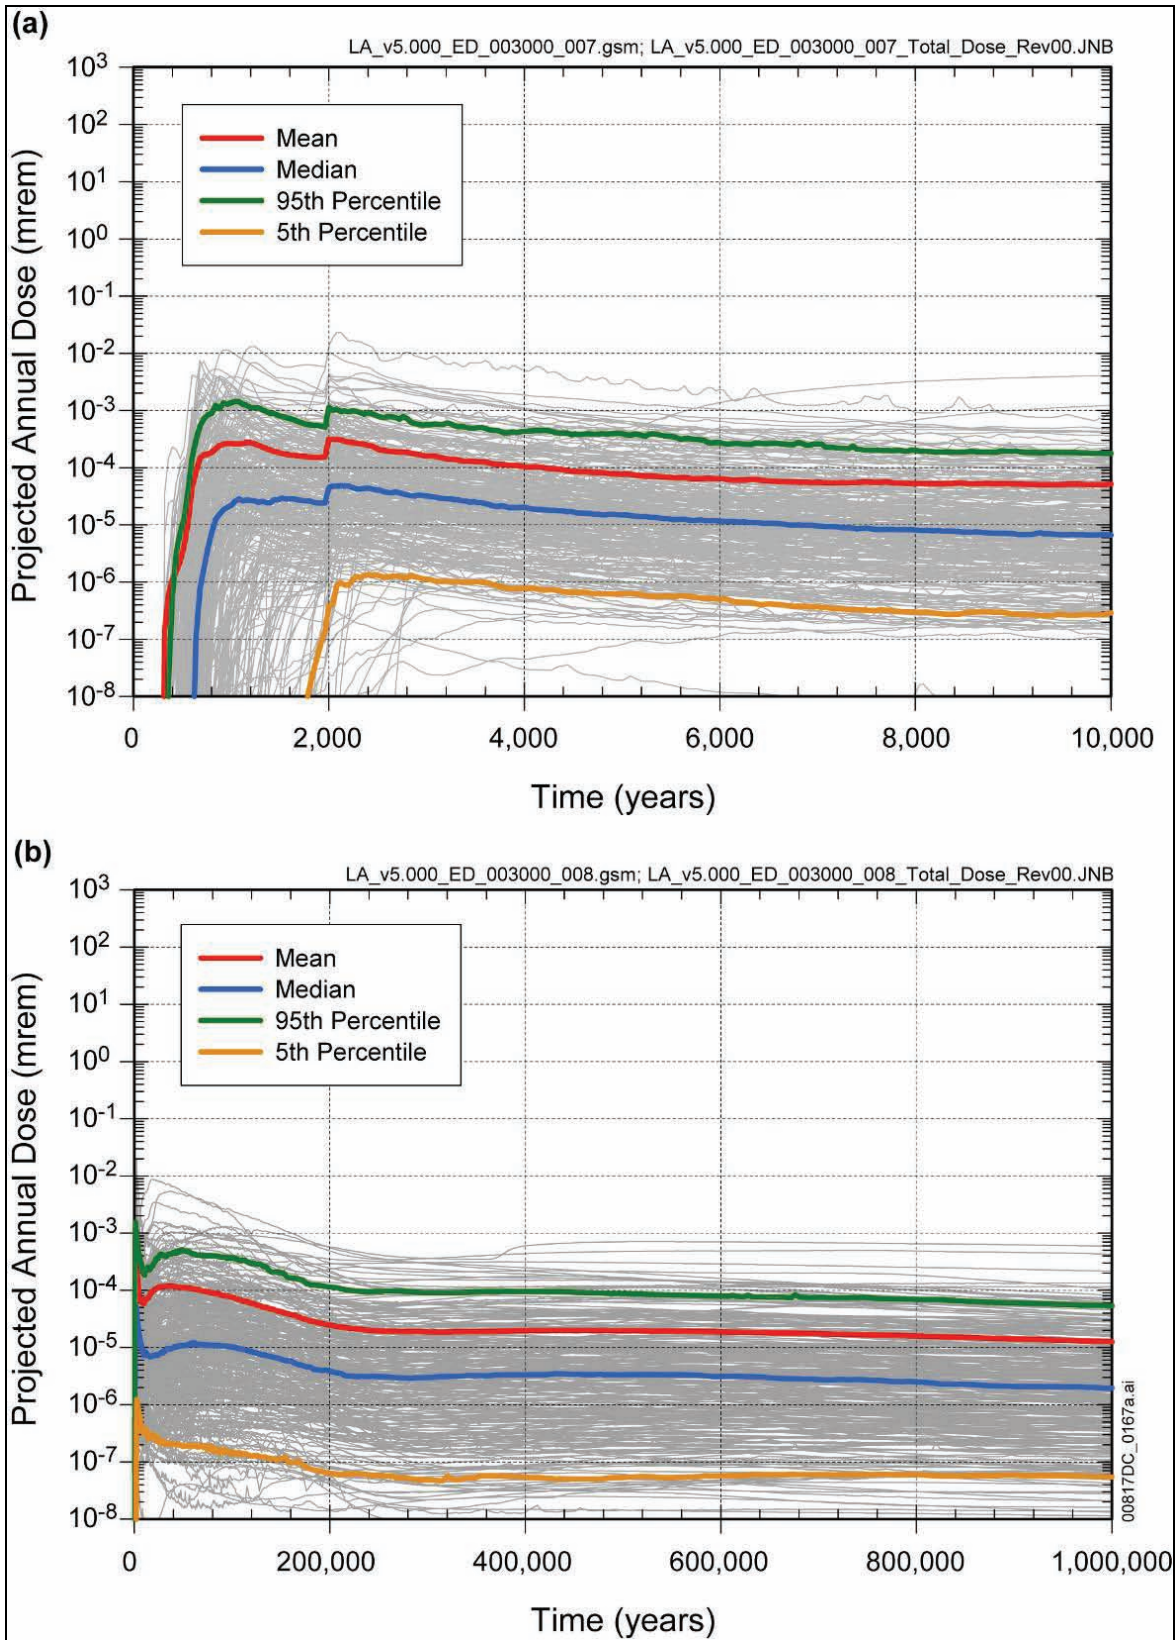 (a)
LA_v5.000_ED_003000_007.gsm; LA_v5.000_ED_003000_007_Total_Dose_Rev00.JNB
Projected Annual Dose (mrem)
10³
10²
10¹
10⁰
10⁻¹
10⁻²
10⁻³
10⁻⁴
10⁻⁵
10⁻⁶
10⁻⁷
10⁻⁸
Mean
Median
95th Percentile
5th Percentile
0 2,000 4,000 6,000 8,000 10,000
Time (years)
(b)
LA_v5.000_ED_003000_008.gsm; LA_v5.000_ED_003000_008_Total_Dose_Rev00.JNB
Projected Annual Dose (mrem)
10³
10²
10¹
10⁰
10⁻¹
10⁻²
10⁻³
10⁻⁴
10⁻⁵
10⁻⁶
10⁻⁷
10⁻⁸
Mean
Median
95th Percentile
5th Percentile
0 200,000 400,000 600,000 800,000 1,000,000
Time (years)
00817DC_0167a.ai